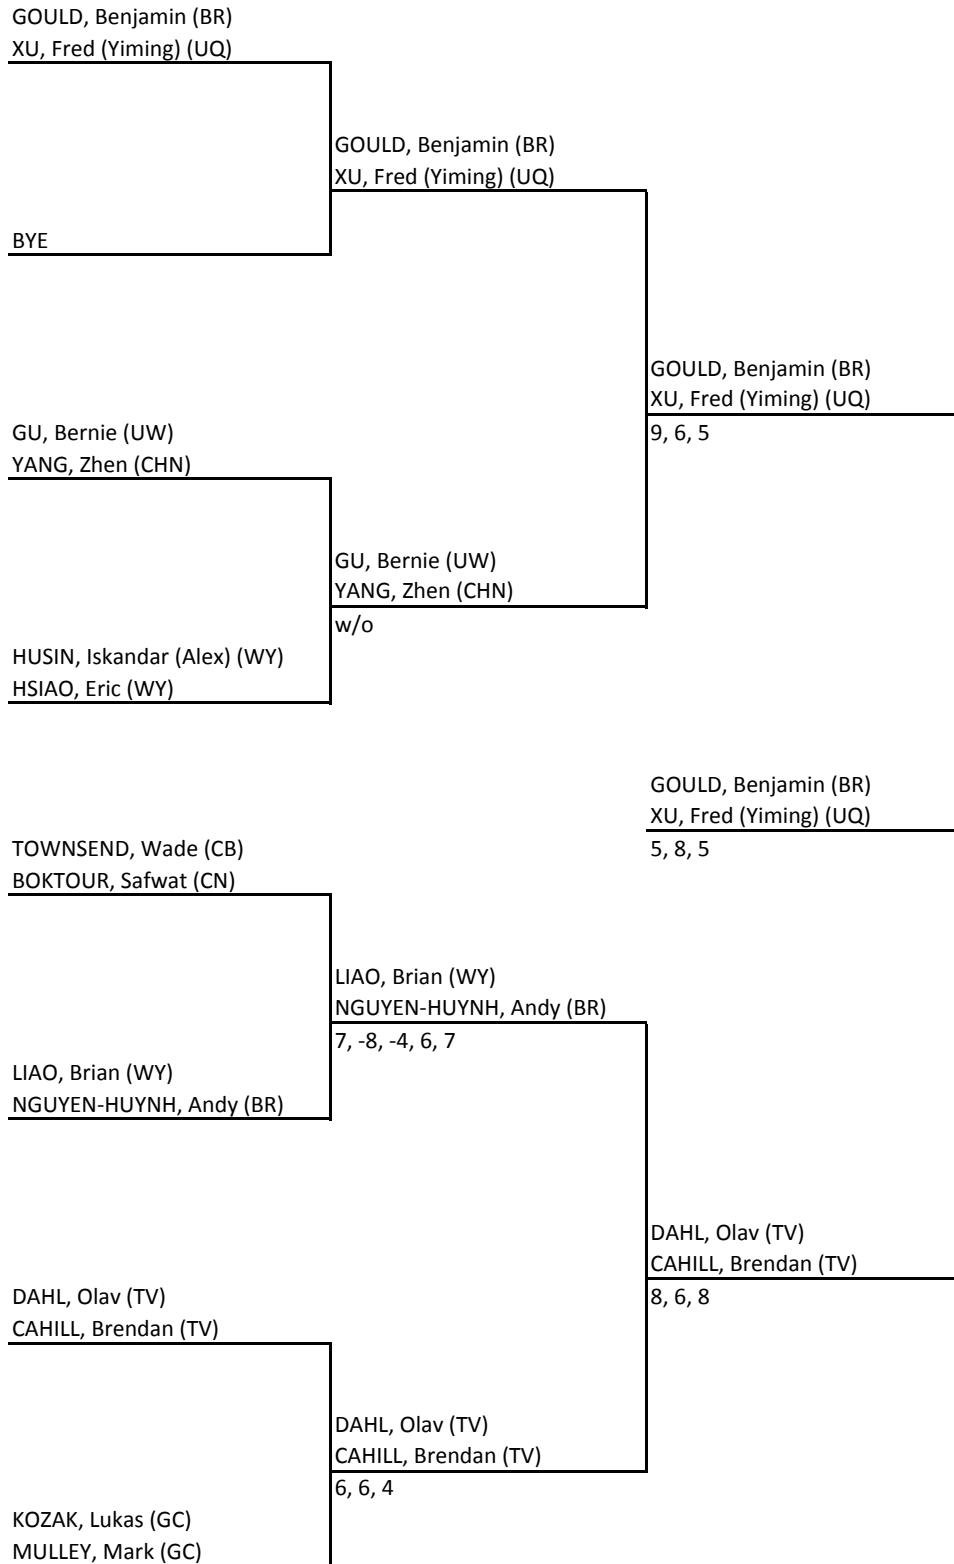 GOULD, Benjamin (BR)
XU, Fred (Yiming) (UQ)
GOULD, Benjamin (BR)
XU, Fred (Yiming) (UQ)
BYE
GOULD, Benjamin (BR)
XU, Fred (Yiming) (UQ)
9, 6, 5
GU, Bernie (UW)
YANG, Zhen (CHN)
GU, Bernie (UW)
YANG, Zhen (CHN)
w/o
HUSIN, Iskandar (Alex) (WY)
HSIAO, Eric (WY)
GOULD, Benjamin (BR)
XU, Fred (Yiming) (UQ)
5, 8, 5
TOWNSEND, Wade (CB)
BOKTOUR, Safwat (CN)
LIAO, Brian (WY)
NGUYEN-HUYNH, Andy (BR)
7, -8, -4, 6, 7
LIAO, Brian (WY)
NGUYEN-HUYNH, Andy (BR)
DAHL, Olav (TV)
CAHILL, Brendan (TV)
8, 6, 8
DAHL, Olav (TV)
CAHILL, Brendan (TV)
DAHL, Olav (TV)
CAHILL, Brendan (TV)
6, 6, 4
KOZAK, Lukas (GC)
MULLEY, Mark (GC)